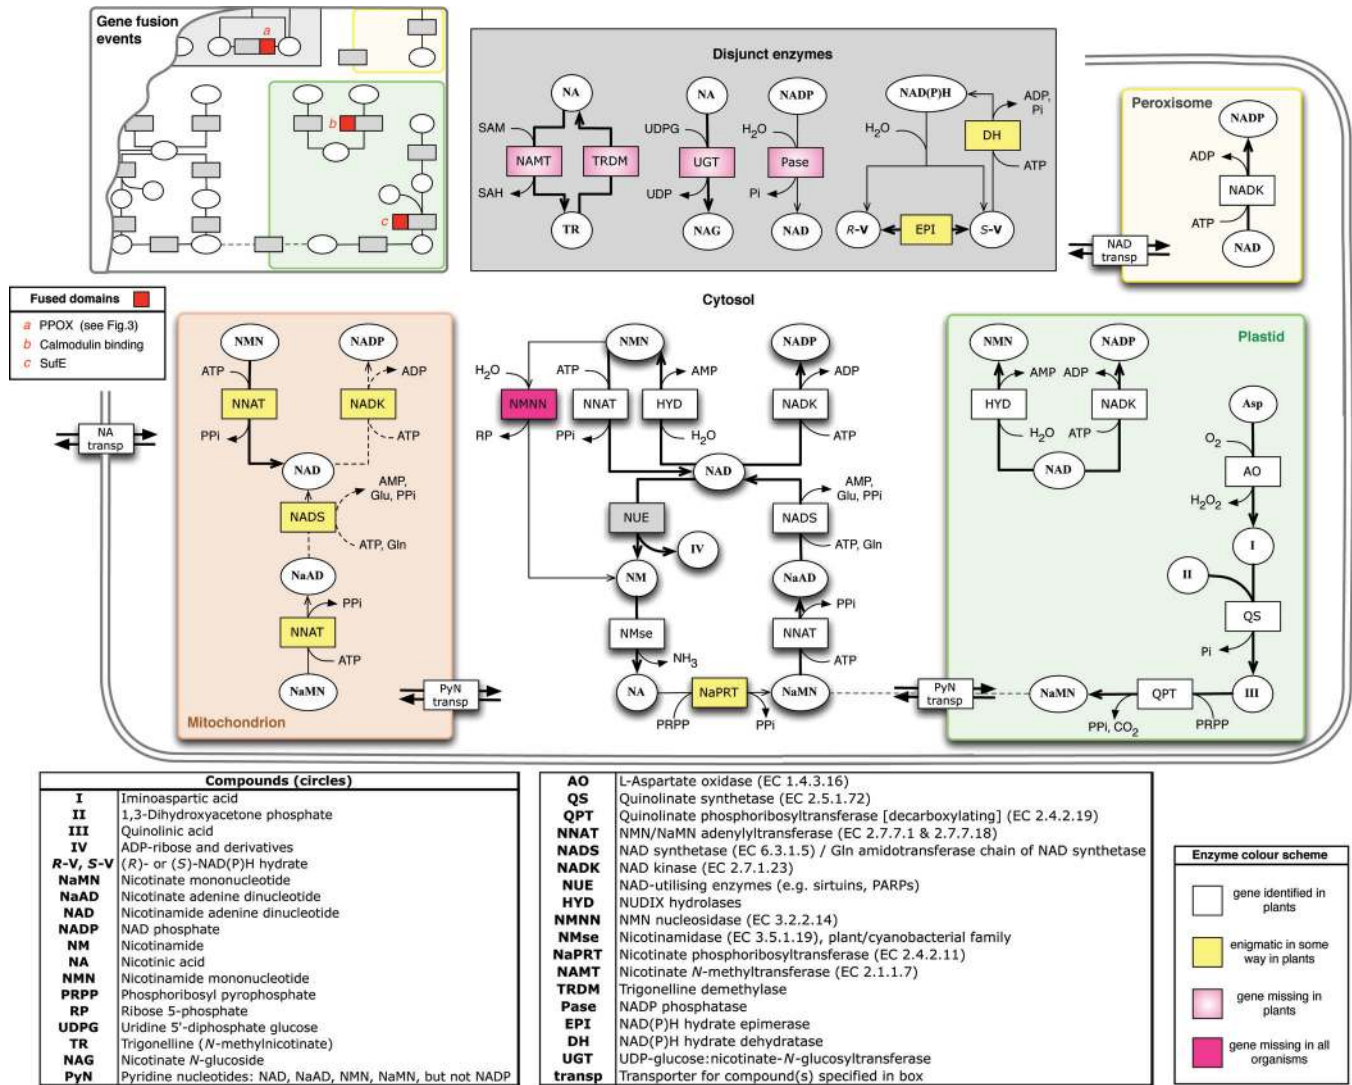 Gene fusion
events
a
b
c
Fused domains
a PPOX (see Fig.3)
b Calmodulin binding
c SufE
Disjunct enzymes
NA
SAM
NAMT
TRDM
SAH
TR
NA
UDPG
UGT
UDP
NAG
NADP
H2O
Pase
Pi
NAD
NAD(P)H
H2O
ADP,
Pi
DH
ATP
R-V
EPI
S-V
Peroxisome
NADP
ADP
NADK
ATP
NAD
NAD
transp
NA
transp
NMN
ATP
NNAT
PPi
NADP
ADP
NADK
ATP
NAD
AMP,
Glu, PPi
NADS
ATP, Gln
NaAD
PPi
NNAT
ATP
NaMN
Mitochondrion
PyN
transp
Cytosol
NMN
NADP
H2O
ATP
AMP
ADP
NMNN
NNAT
HYD
NADK
RP
PPi
H2O
ATP
NAD
AMP,
Glu, PPi
NUE
NADS
IV
ATP, Gln
NM
NaAD
PPi
NMse
NNAT
NH3
ATP
NA
NaPRT
NaMN
PRPP
PPi
PyN
transp
Plastid
NMN
NADP
AMP
ADP
HYD
NADK
H2O
ATP
NAD
Asp
O2
AO
H2O2
I
II
QS
Pi
III
QPT
NaMN
PPi, CO2
PRPP
Compounds (circles)
I Iminoaspartic acid
II 1,3-Dihydroxyacetone phosphate
III Quinolinic acid
IV ADP-ribose and derivatives
R-V, S-V (R)- or (S)-NAD(P)H hydrate
NaMN Nicotinate mononucleotide
NaAD Nicotinate adenine dinucleotide
NAD Nicotinamide adenine dinucleotide
NADP NAD phosphate
NM Nicotinamide
NA Nicotinic acid
NMN Nicotinamide mononucleotide
PRPP Phosphoribosyl pyrophosphate
RP Ribose 5-phosphate
UDPG Uridine 5'-diphosphate glucose
TR Trigonelline (N-methylnicotinate)
NAG Nicotinate N-glucoside
PyN Pyridine nucleotides: NAD, NaAD, NMN, NaMN, but not NADP
AO L-Aspartate oxidase (EC 1.4.3.16)
QS Quinolinate synthetase (EC 2.5.1.72)
QPT Quinolinate phosphoribosyltransferase [decarboxylating] (EC 2.4.2.19)
NNAT NMN/NaMN adenylyltransferase (EC 2.7.7.1 & 2.7.7.18)
NADS NAD synthetase (EC 6.3.1.5) / Gln amidotransferase chain of NAD synthetase
NADK NAD kinase (EC 2.7.1.23)
NUE NAD-utilising enzymes (e.g. sirtuins, PARPs)
HYD NUDIX hydrolases
NMNN NMN nucleosidase (EC 3.2.2.14)
NMse Nicotinamidase (EC 3.5.1.19), plant/cyanobacterial family
NaPRT Nicotinate phosphoribosyltransferase (EC 2.4.2.11)
NAMT Nicotinate N-methyltransferase (EC 2.1.1.7)
TRDM Trigonelline demethylase
Pase NADP phosphatase
EPI NAD(P)H hydrate epimerase
DH NAD(P)H hydrate dehydratase
UGT UDP-glucose:nicotinate-N-glucosyltransferase
transp Transporter for compound(s) specified in box
Enzyme colour scheme
gene identified in
plants
enigmatic in some
way in plants
gene missing in
plants
gene missing in all
organisms